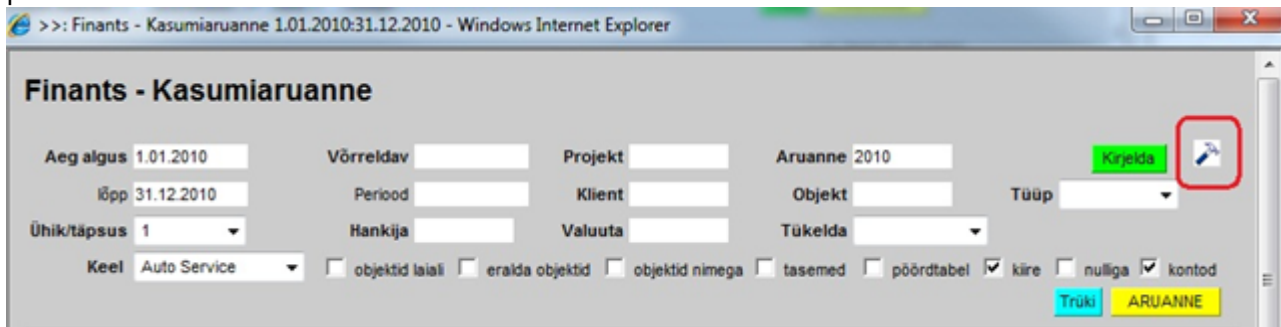 >>: Finants - Kasumiaruanne 1.01.2010:31.12.2010 - Windows Internet Explorer
Finants - Kasumiaruanne
Aeg algus 1.01.2010 Võrreldav Projekt Aruanne 2010 Kirjelda
lõpp 31.12.2010 Periood Klient Objekt Tüüp
Ühik/täpsus 1 Hankija Valuuta Tükelda
Keel Auto Service objektid laiali eralda objektid objektid nimega tasemed pöördtabel kiire nulliga kontod
Trüki ARUANNE